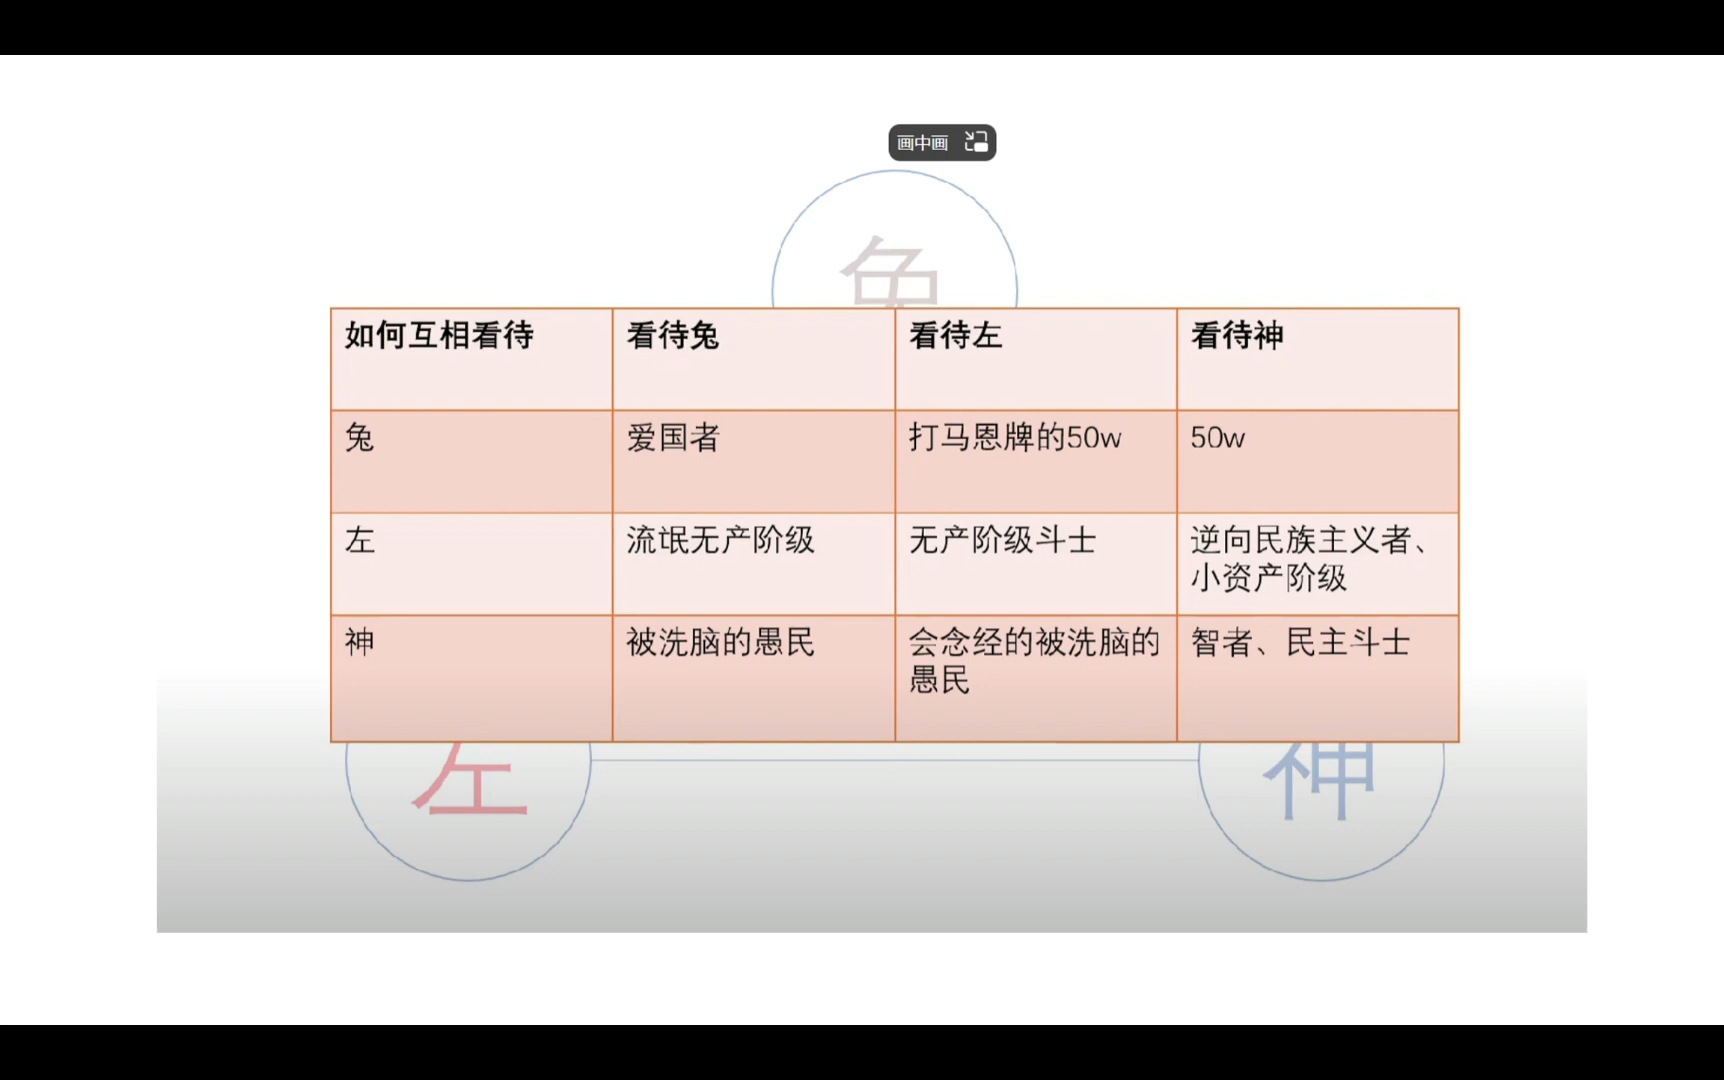 画中画
兔
如何互相看待 看待兔 看待左 看待神
兔 爱国者 打马恩牌的50w 50w
左 流氓无产阶级 无产阶级斗士 逆向民族主义者、
小资产阶级
神 被洗脑的愚民 会念经的被洗脑的 智者、民主斗士
愚民
左 神